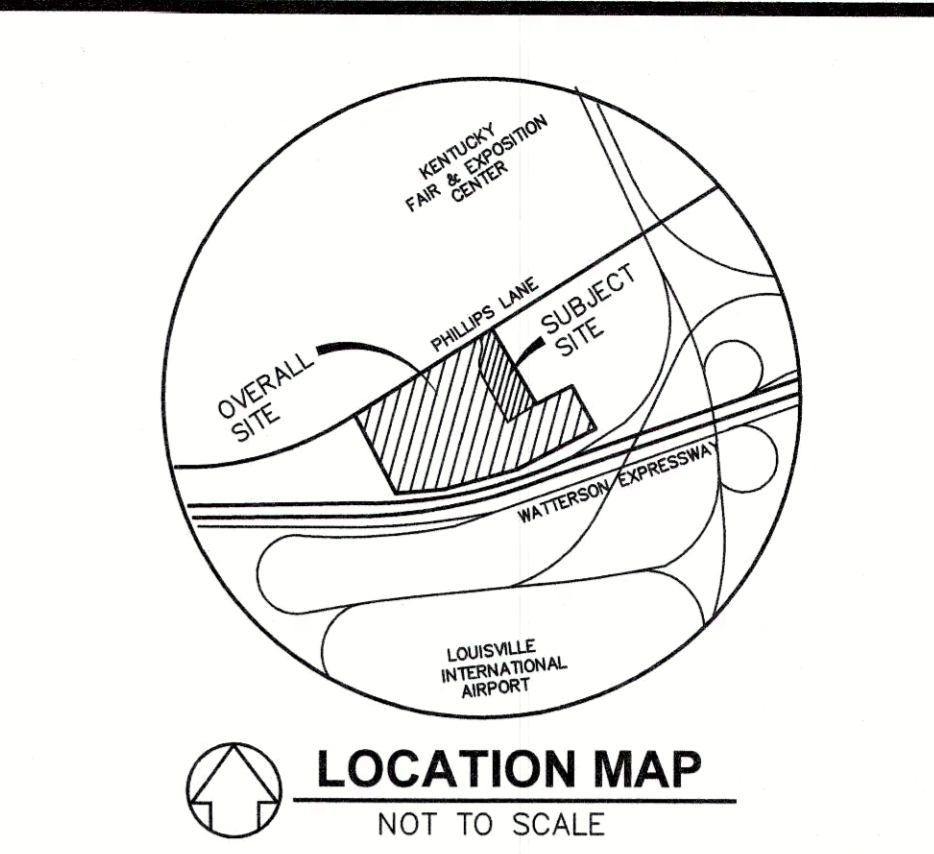 KENTUCKY
FAIR & EXPOSITION
CENTER
PHILLIPS LANE
SUBJECT
SITE
OVERALL
SITE
WATTERSON EXPRESSWAY
LOUISVILLE
INTERNATIONAL
AIRPORT
LOCATION MAP
NOT TO SCALE